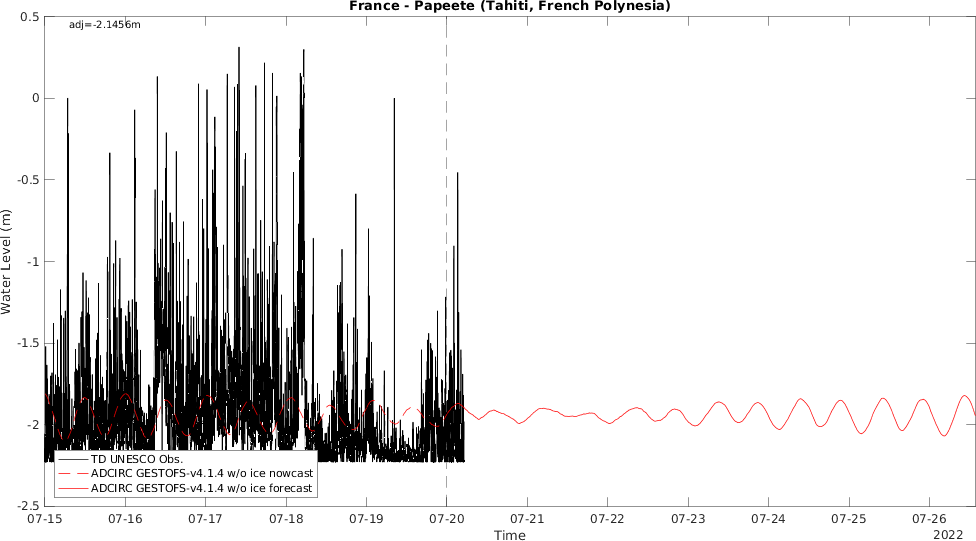 France - Papeete (Tahiti, French Polynesia)
adj=-2.1456m
0.5
0
-0.5
-1
-1.5
-2
-2.5
Water Level (m)
TD UNESCO Obs.
ADCIRC GESTOFS-v4.1.4 w/o ice nowcast
ADCIRC GESTOFS-v4.1.4 w/o ice forecast
07-15 07-16 07-17 07-18 07-19 07-20 07-21 07-22 07-23 07-24 07-25 07-26
Time
2022